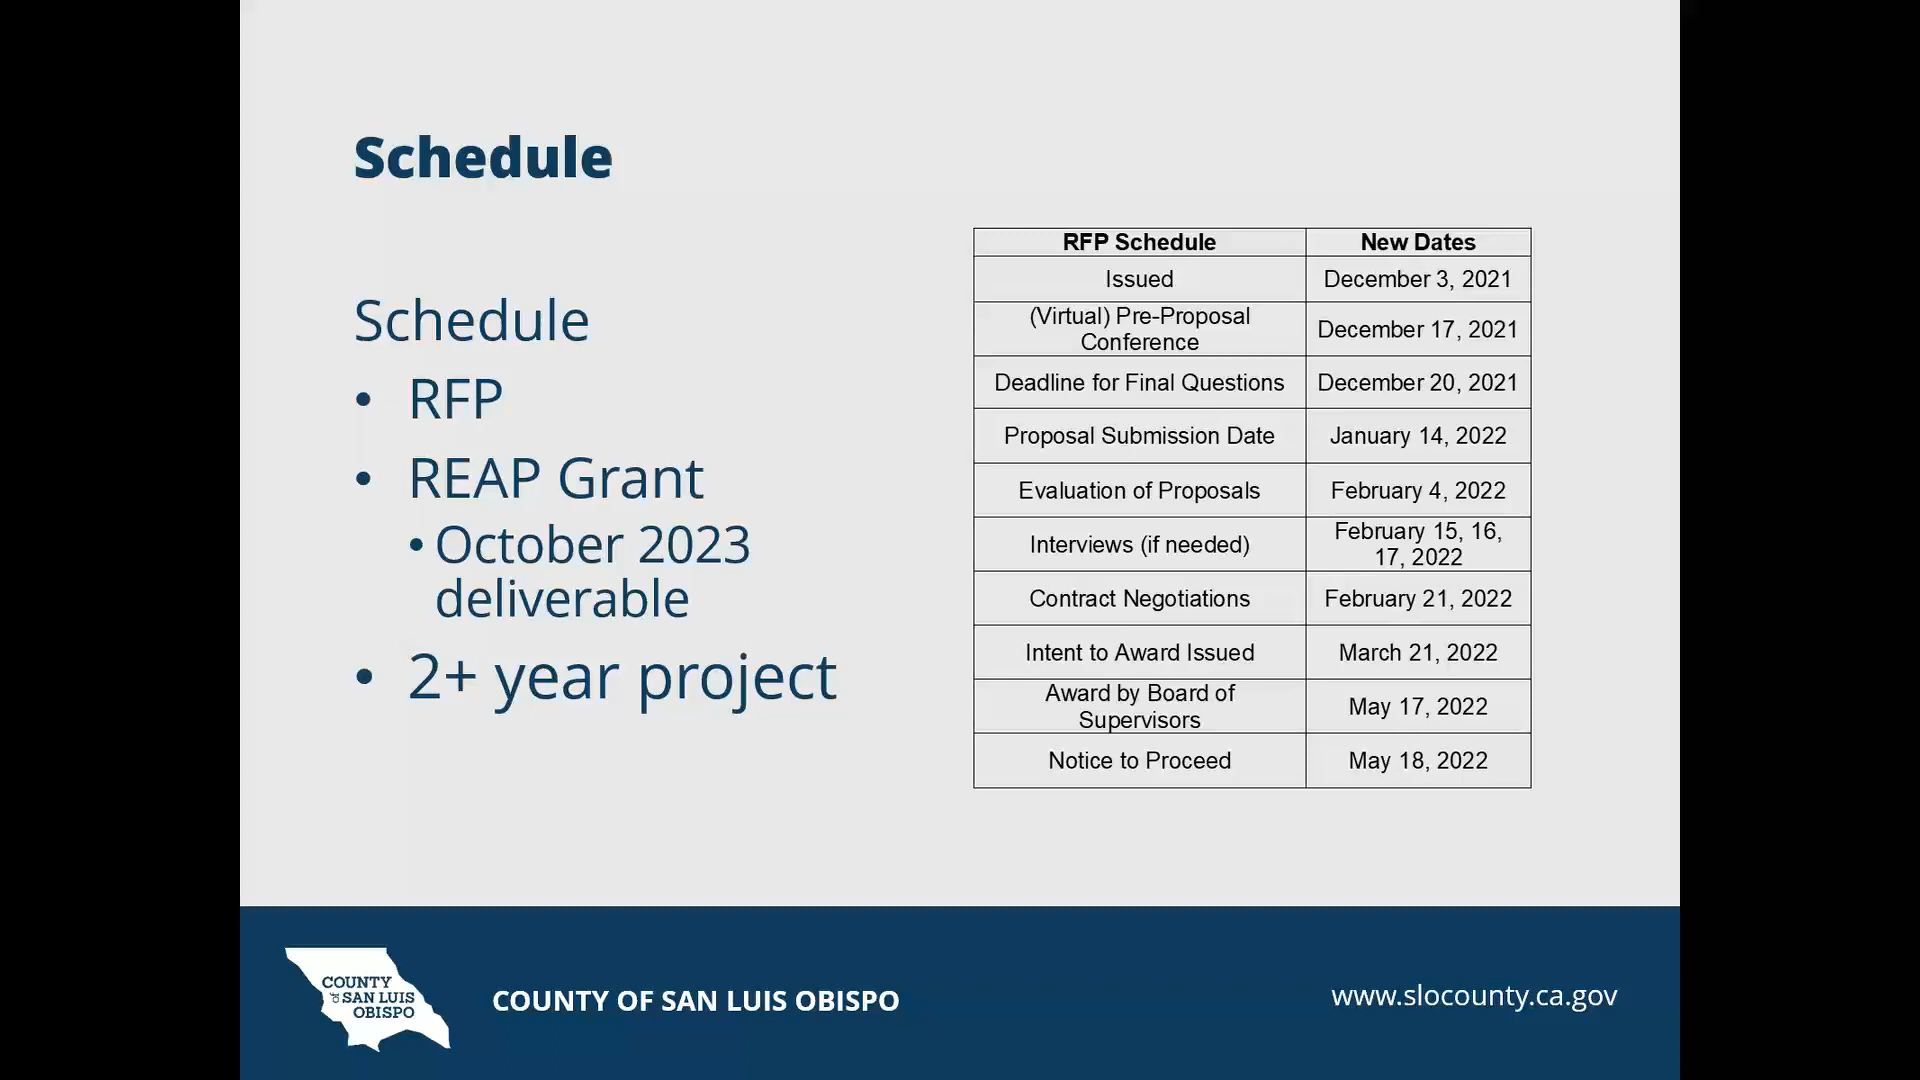 Schedule
Schedule
• RFP
• REAP Grant
• October 2023
deliverable
• 2+ year project
RFP Schedule New Dates
Issued December 3, 2021
(Virtual) Pre-Proposal
Conference December 17, 2021
Deadline for Final Questions December 20, 2021
Proposal Submission Date January 14, 2022
Evaluation of Proposals February 4, 2022
Interviews (if needed) February 15, 16,
17, 2022
Contract Negotiations February 21, 2022
Intent to Award Issued March 21, 2022
Award by Board of
Supervisors May 17, 2022
Notice to Proceed May 18, 2022
COUNTY
OF SAN LUIS
OBISPO
COUNTY OF SAN LUIS OBISPO
www.slocounty.ca.gov